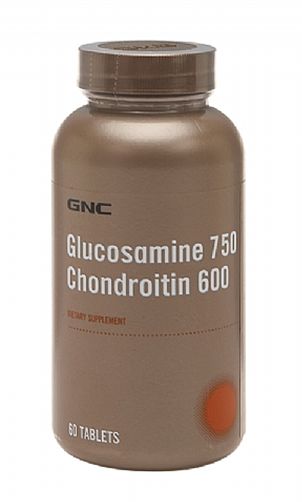 GNC
Glucosamine 750
Chondroitin 600
DIETARY SUPPLEMENT
60 TABLETS